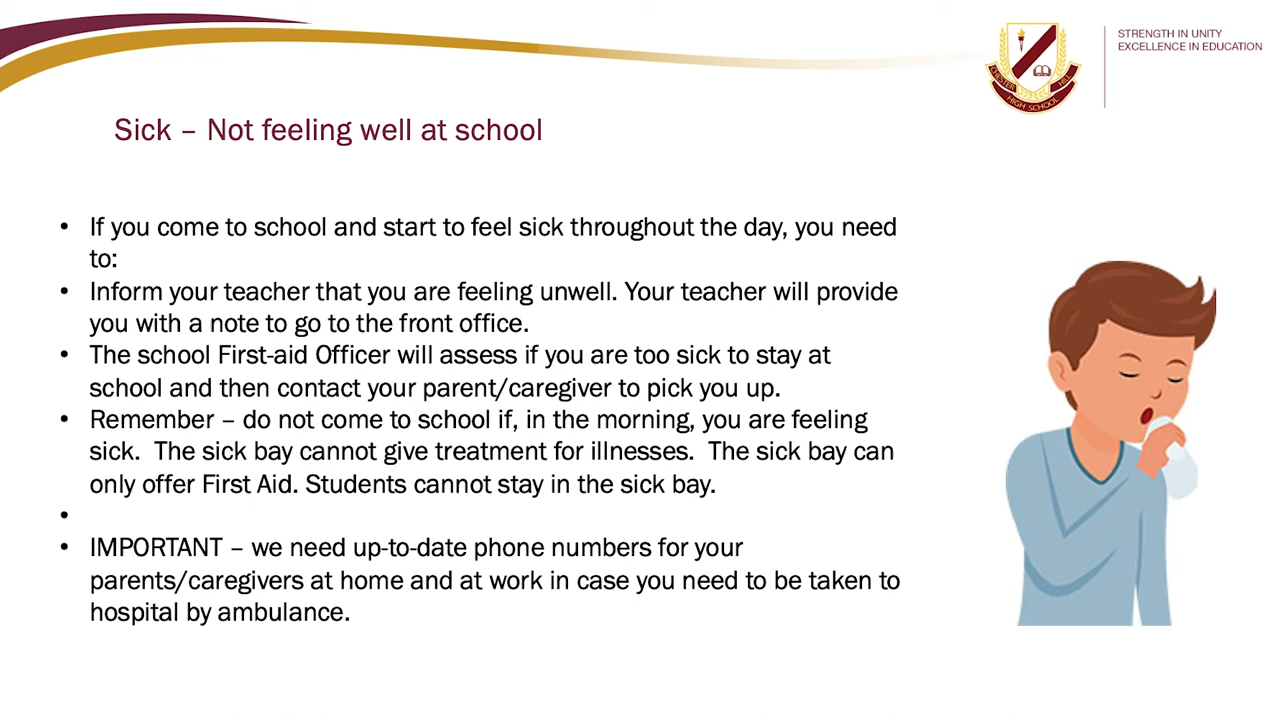 STRENGTH IN UNITY
EXCELLENCE IN EDUCATION
CHESTER HILL
HIGH SCHOOL
Sick – Not feeling well at school
• If you come to school and start to feel sick throughout the day, you need
to:
• Inform your teacher that you are feeling unwell. Your teacher will provide
you with a note to go to the front office.
• The school First-aid Officer will assess if you are too sick to stay at
school and then contact your parent/caregiver to pick you up.
• Remember – do not come to school if, in the morning, you are feeling
sick.  The sick bay cannot give treatment for illnesses.  The sick bay can
only offer First Aid. Students cannot stay in the sick bay.
•
• IMPORTANT – we need up-to-date phone numbers for your
parents/caregivers at home and at work in case you need to be taken to
hospital by ambulance.